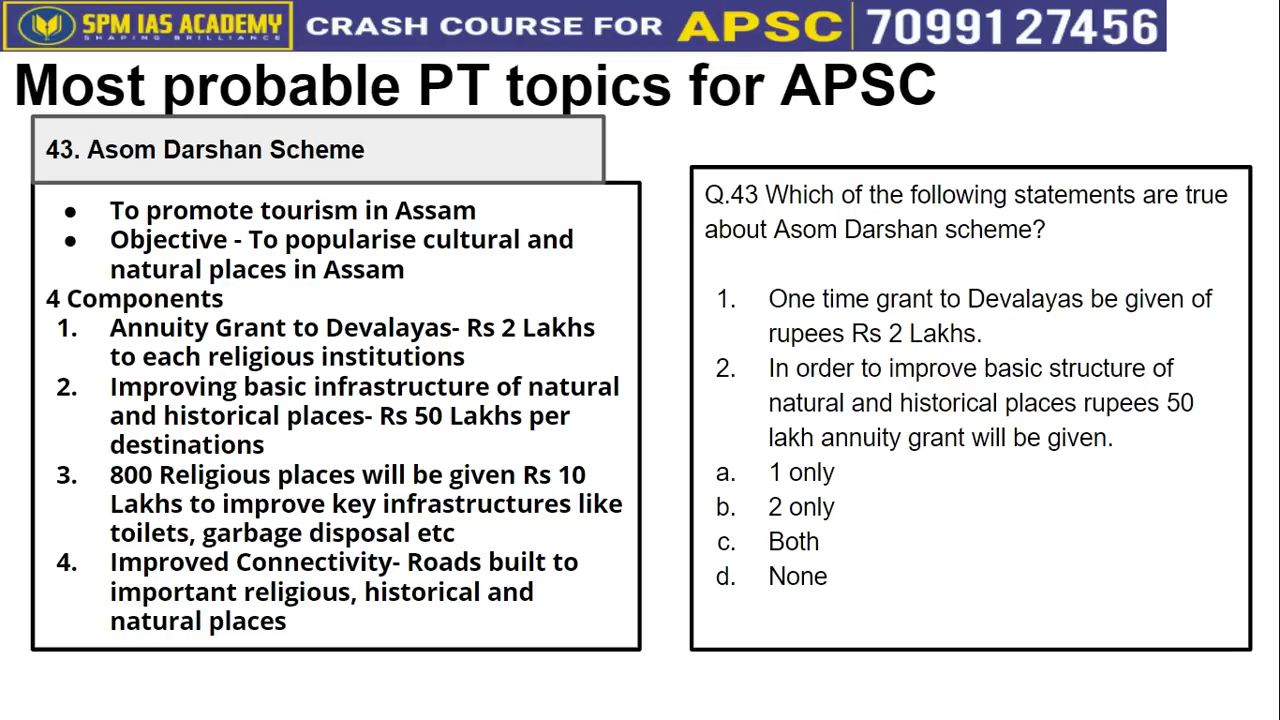 SPM IAS ACADEMY
SHAPING BRILLIANCE
CRASH COURSE FOR APSC 70991 27456
Most probable PT topics for APSC
43. Asom Darshan Scheme
● To promote tourism in Assam
● Objective - To popularise cultural and
natural places in Assam
4 Components
1. Annuity Grant to Devalayas- Rs 2 Lakhs
to each religious institutions
2. Improving basic infrastructure of natural
and historical places- Rs 50 Lakhs per
destinations
3. 800 Religious places will be given Rs 10
Lakhs to improve key infrastructures like
toilets, garbage disposal etc
4. Improved Connectivity- Roads built to
important religious, historical and
natural places
Q.43 Which of the following statements are true
about Asom Darshan scheme?
1. One time grant to Devalayas be given of
rupees Rs 2 Lakhs.
2. In order to improve basic structure of
natural and historical places rupees 50
lakh annuity grant will be given.
a. 1 only
b. 2 only
c. Both
d. None